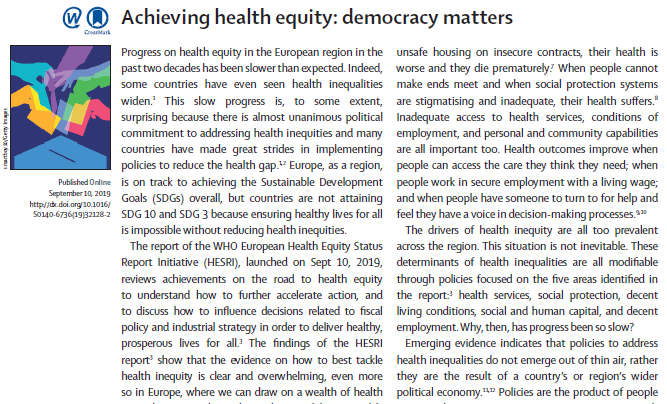 CrossMark
Achieving health equity: democracy matters
smartboy10/Getty Images
Published Online
September 10, 2019
http://dx.doi.org/10.1016/
S0140-6736(19)32128-2
Progress on health equity in the European region in the
past two decades has been slower than expected. Indeed,
some countries have even seen health inequalities
widen.¹ This slow progress is, to some extent,
surprising because there is almost unanimous political
commitment to addressing health inequities and many
countries have made great strides in implementing
policies to reduce the health gap.¹,² Europe, as a region,
is on track to achieving the Sustainable Development
Goals (SDGs) overall, but countries are not attaining
SDG 10 and SDG 3 because ensuring healthy lives for all
is impossible without reducing health inequities.
The report of the WHO European Health Equity Status
Report Initiative (HESRI), launched on Sept 10, 2019,
reviews achievements on the road to health equity
to understand how to further accelerate action, and
to discuss how to influence decisions related to fiscal
policy and industrial strategy in order to deliver healthy,
prosperous lives for all.³ The findings of the HESRI
report³ show that the evidence on how to best tackle
health inequity is clear and overwhelming, even more
so in Europe, where we can draw on a wealth of health
unsafe housing on insecure contracts, their health is
worse and they die prematurely.⁷ When people cannot
make ends meet and when social protection systems
are stigmatising and inadequate, their health suffers.⁸
Inadequate access to health services, conditions of
employment, and personal and community capabilities
are all important too. Health outcomes improve when
people can access the care they think they need; when
people work in secure employment with a living wage;
and when people have someone to turn to for help and
feel they have a voice in decision-making processes.⁹,¹⁰
The drivers of health inequity are all too prevalent
across the region. This situation is not inevitable. These
determinants of health inequalities are all modifiable
through policies focused on the five areas identified in
the report:³ health services, social protection, decent
living conditions, social and human capital, and decent
employment. Why, then, has progress been so slow?
Emerging evidence indicates that policies to address
health inequalities do not emerge out of thin air, rather
they are the result of a country's or region's wider
political economy.¹¹,¹² Policies are the product of people